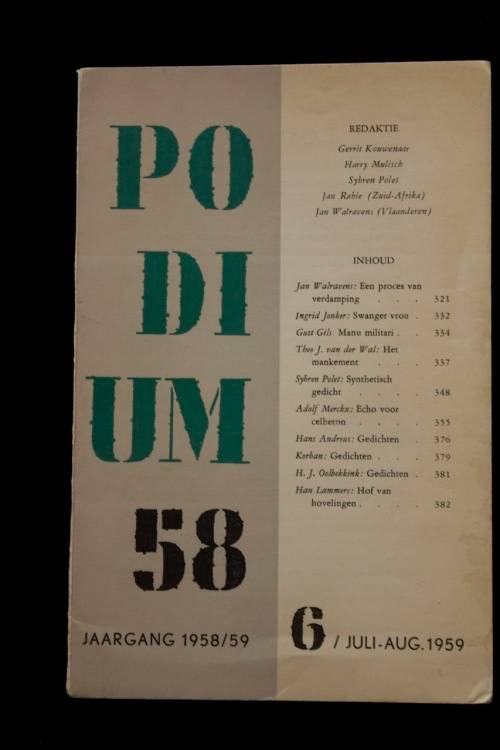 PO
DI
UM
58
JAARGANG 1958/59
REDAKTIE
Gerrit Kouwenaar
Harry Mulisch
Sybren Polet
Jan Rabie (Zuid-Afrika)
Jan Walravens (Vlaanderen)
INHOUD
Jan Walravens: Een proces van
verdamping . . . 321
Ingrid Jonker: Swanger vrou . 332
Gust Gils: Manu militari . . 334
Theo J. van der Wal: Het
mankement . . . 337
Sybren Polet: Synthetisch
gedicht . . . . 348
Adolf Merckx: Echo voor
celbeton . . . . 355
Hans Andreus: Gedichten . 376
Korban: Gedichten . . . 379
H. J. Oolbekkink: Gedichten . 381
Han Lammers: Hof van
hovelingen . . . . 382
6 / JULI-AUG. 1959